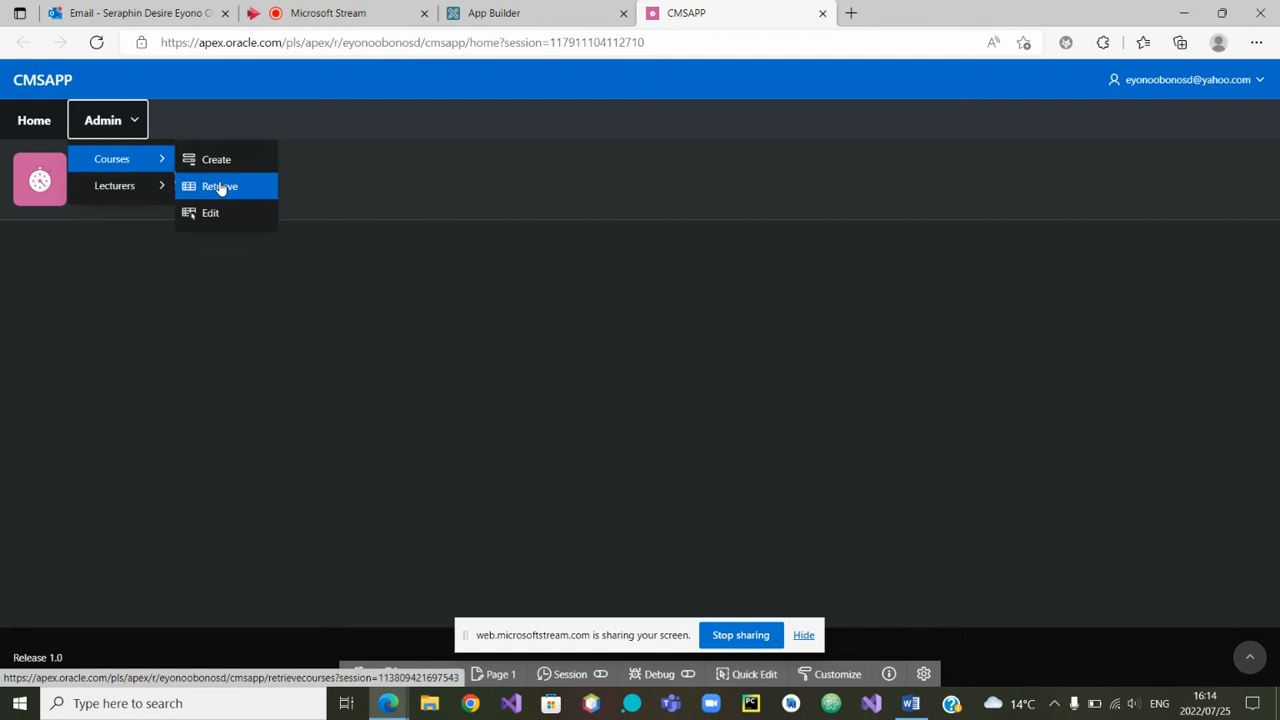 Email - Seraphin Desire Eyono O
Microsoft Stream
App Builder
CMSAPP
https://apex.oracle.com/pls/apex/r/eyonoobonosd/cmsapp/home?session=117911104112710
CMSAPP
eyonoobonosd@yahoo.com
Home
Admin
Courses
Create
Lecturers
Retrieve
Edit
web.microsoftstream.com is sharing your screen.
Stop sharing
Hide
Release 1.0
Page 1
Session
Debug
Quick Edit
Customize
https://apex.oracle.com/pls/apex/r/eyonoobonosd/cmsapp/retrievecourses?session=113809421697543
Type here to search
14°C
ENG
16:14
2022/07/25